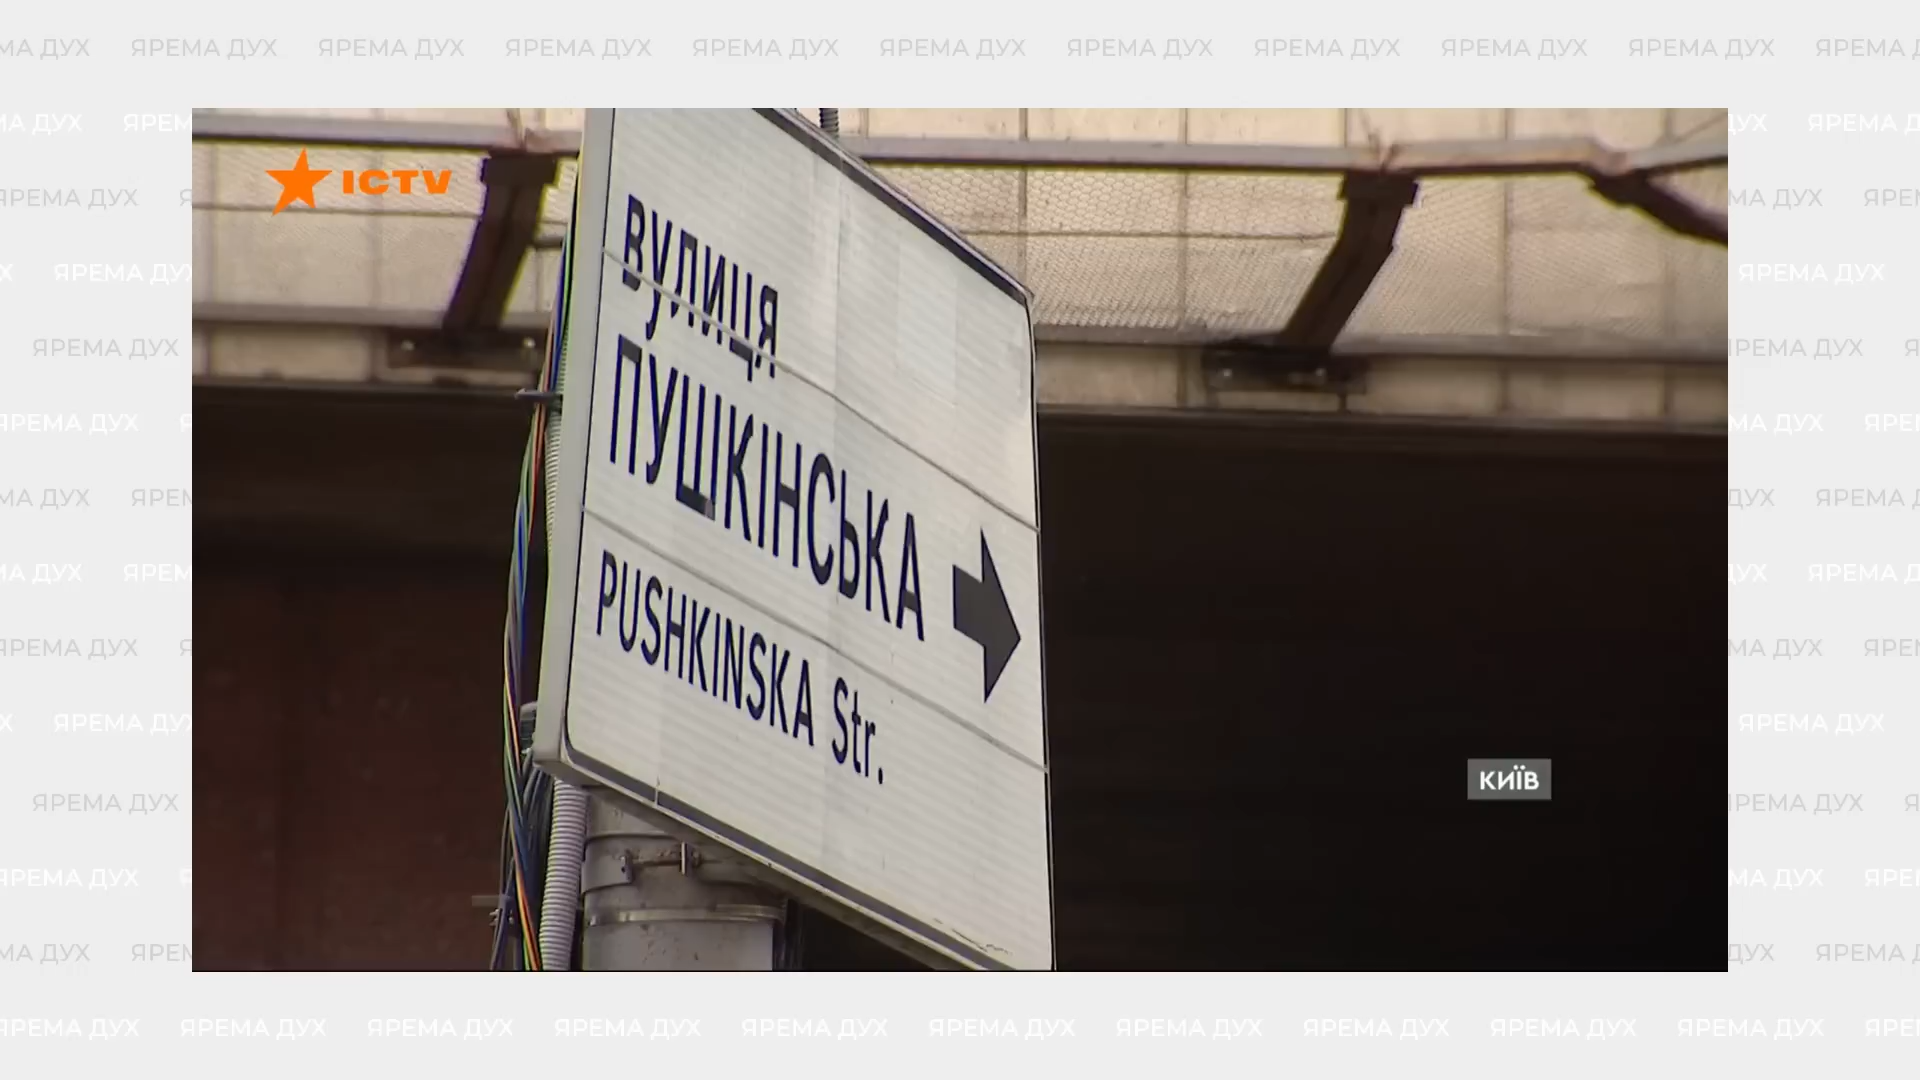 ЯРЕМА ДУХ
ICTV
ВУЛИЦЯ
ПУШКІНСЬКА
PUSHKINSKA Str.
КИЇВ